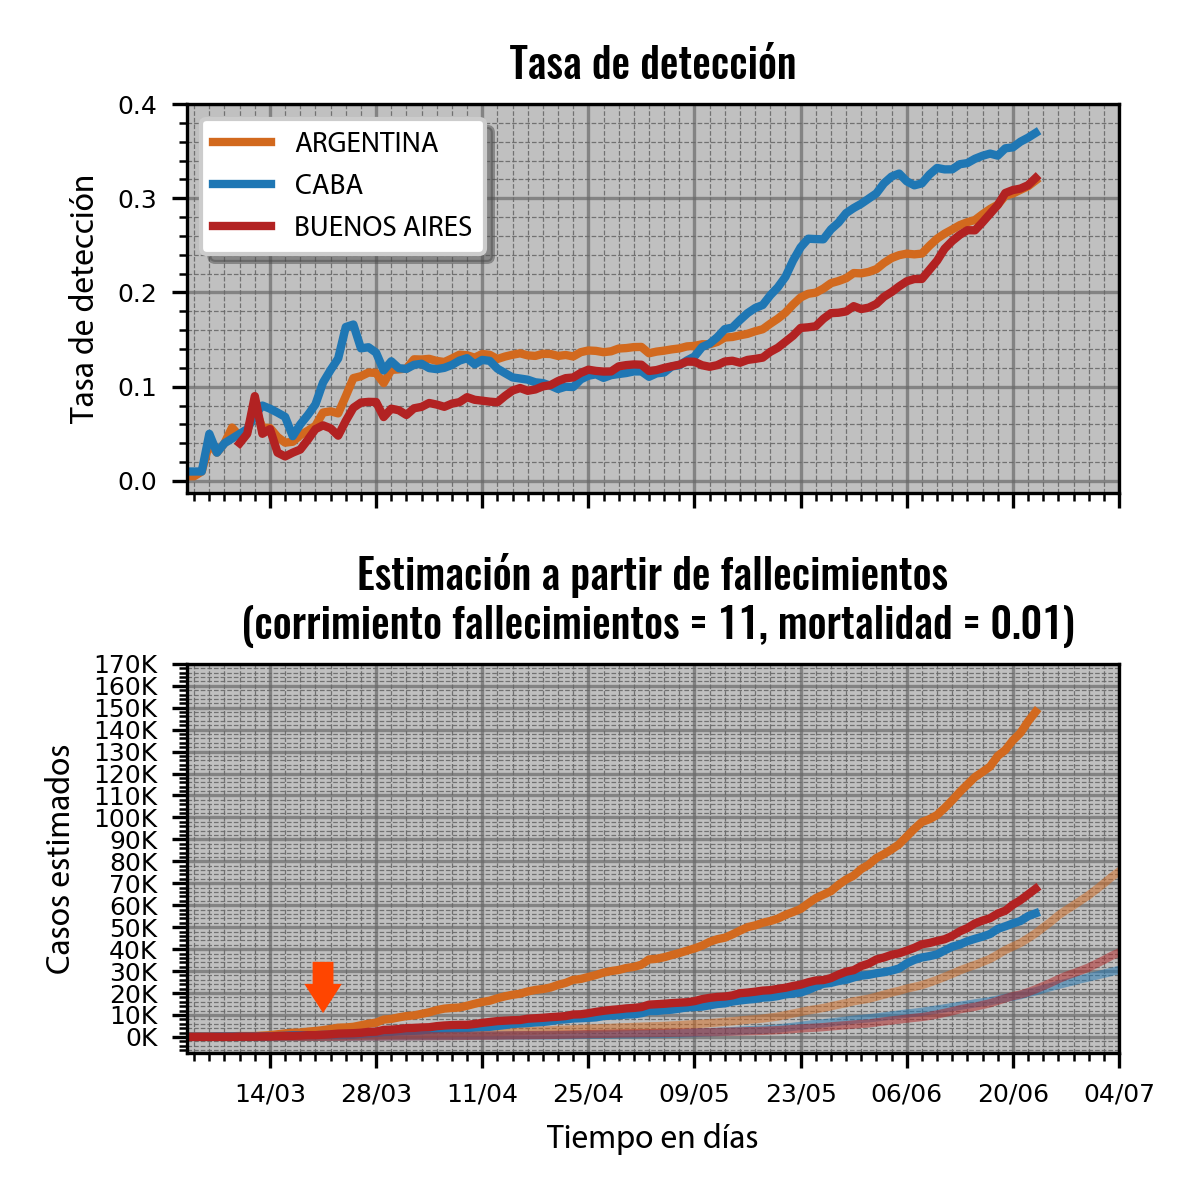 Tasa de detección
0.4
0.3
0.2
0.1
0.0
Tasa de detección
ARGENTINA
CABA
BUENOS AIRES
Estimación a partir de fallecimientos
(corrimiento fallecimientos = 11, mortalidad = 0.01)
170K
160K
150K
140K
130K
120K
110K
100K
90K
80K
70K
60K
50K
40K
30K
20K
10K
0K
Casos estimados
14/03 28/03 11/04 25/04 09/05 23/05 06/06 20/06 04/07
Tiempo en días